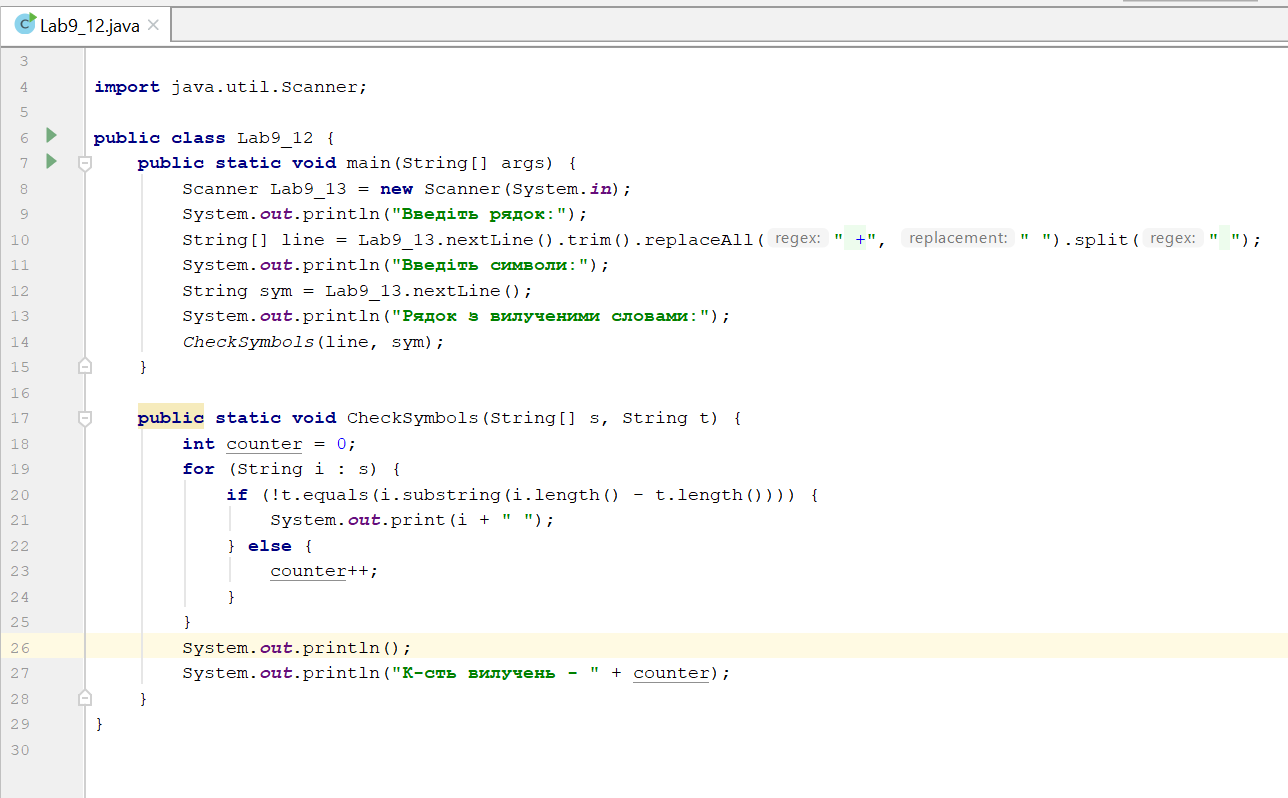 C Lab9_12.java ×
3
4 import java.util.Scanner;
5
6 public class Lab9_12 {
7 public static void main(String[] args) {
8 Scanner Lab9_13 = new Scanner(System.in);
9 System.out.println("Введіть рядок:");
10 String[] line = Lab9_13.nextLine().trim().replaceAll( regex: " +", replacement: " ").split( regex: " ");
11 System.out.println("Введіть символи:");
12 String sym = Lab9_13.nextLine();
13 System.out.println("Рядок з вилученими словами:");
14 CheckSymbols(line, sym);
15 }
16
17 public static void CheckSymbols(String[] s, String t) {
18 int counter = 0;
19 for (String i : s) {
20 if (!t.equals(i.substring(i.length() - t.length()))) {
21 System.out.print(i + " ");
22 } else {
23 counter++;
24 }
25 }
26 System.out.println();
27 System.out.println("К-сть вилучень - " + counter);
28 }
29 }
30